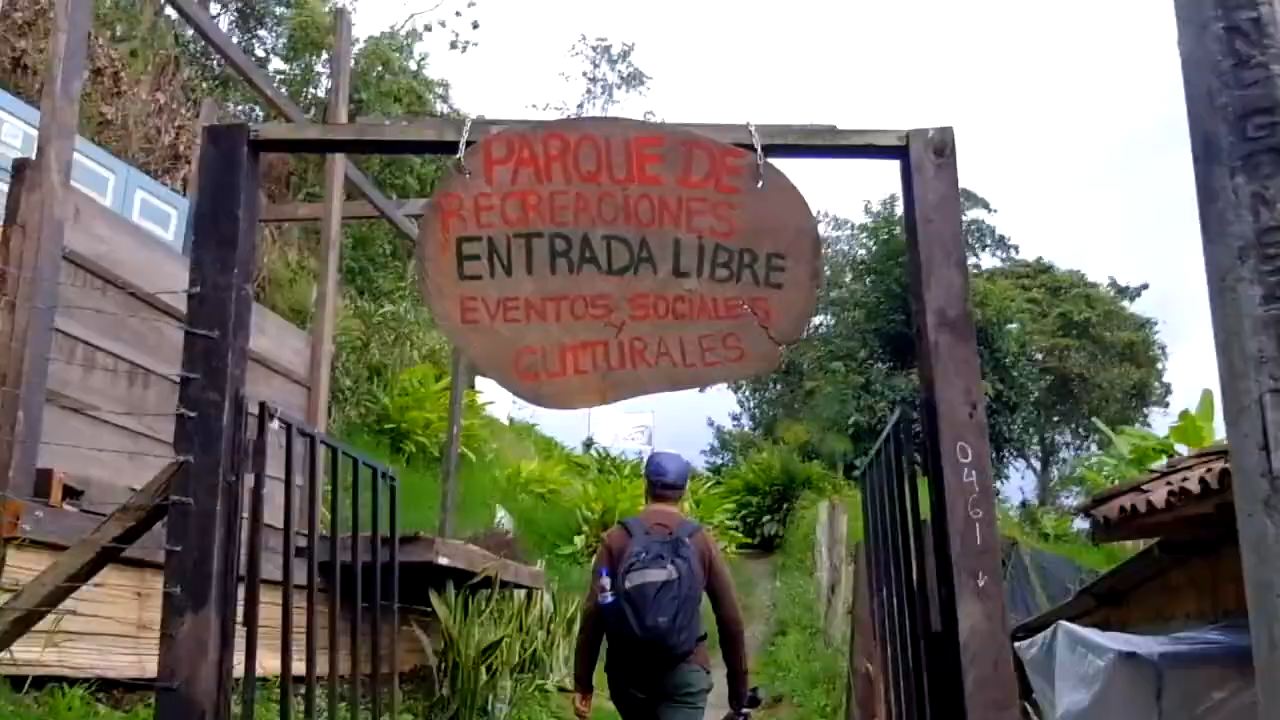 PARQUE DE
RECREACIONES
ENTRADA LIBRE
EVENTOS SOCIALES
Y
CULTURALES
0461